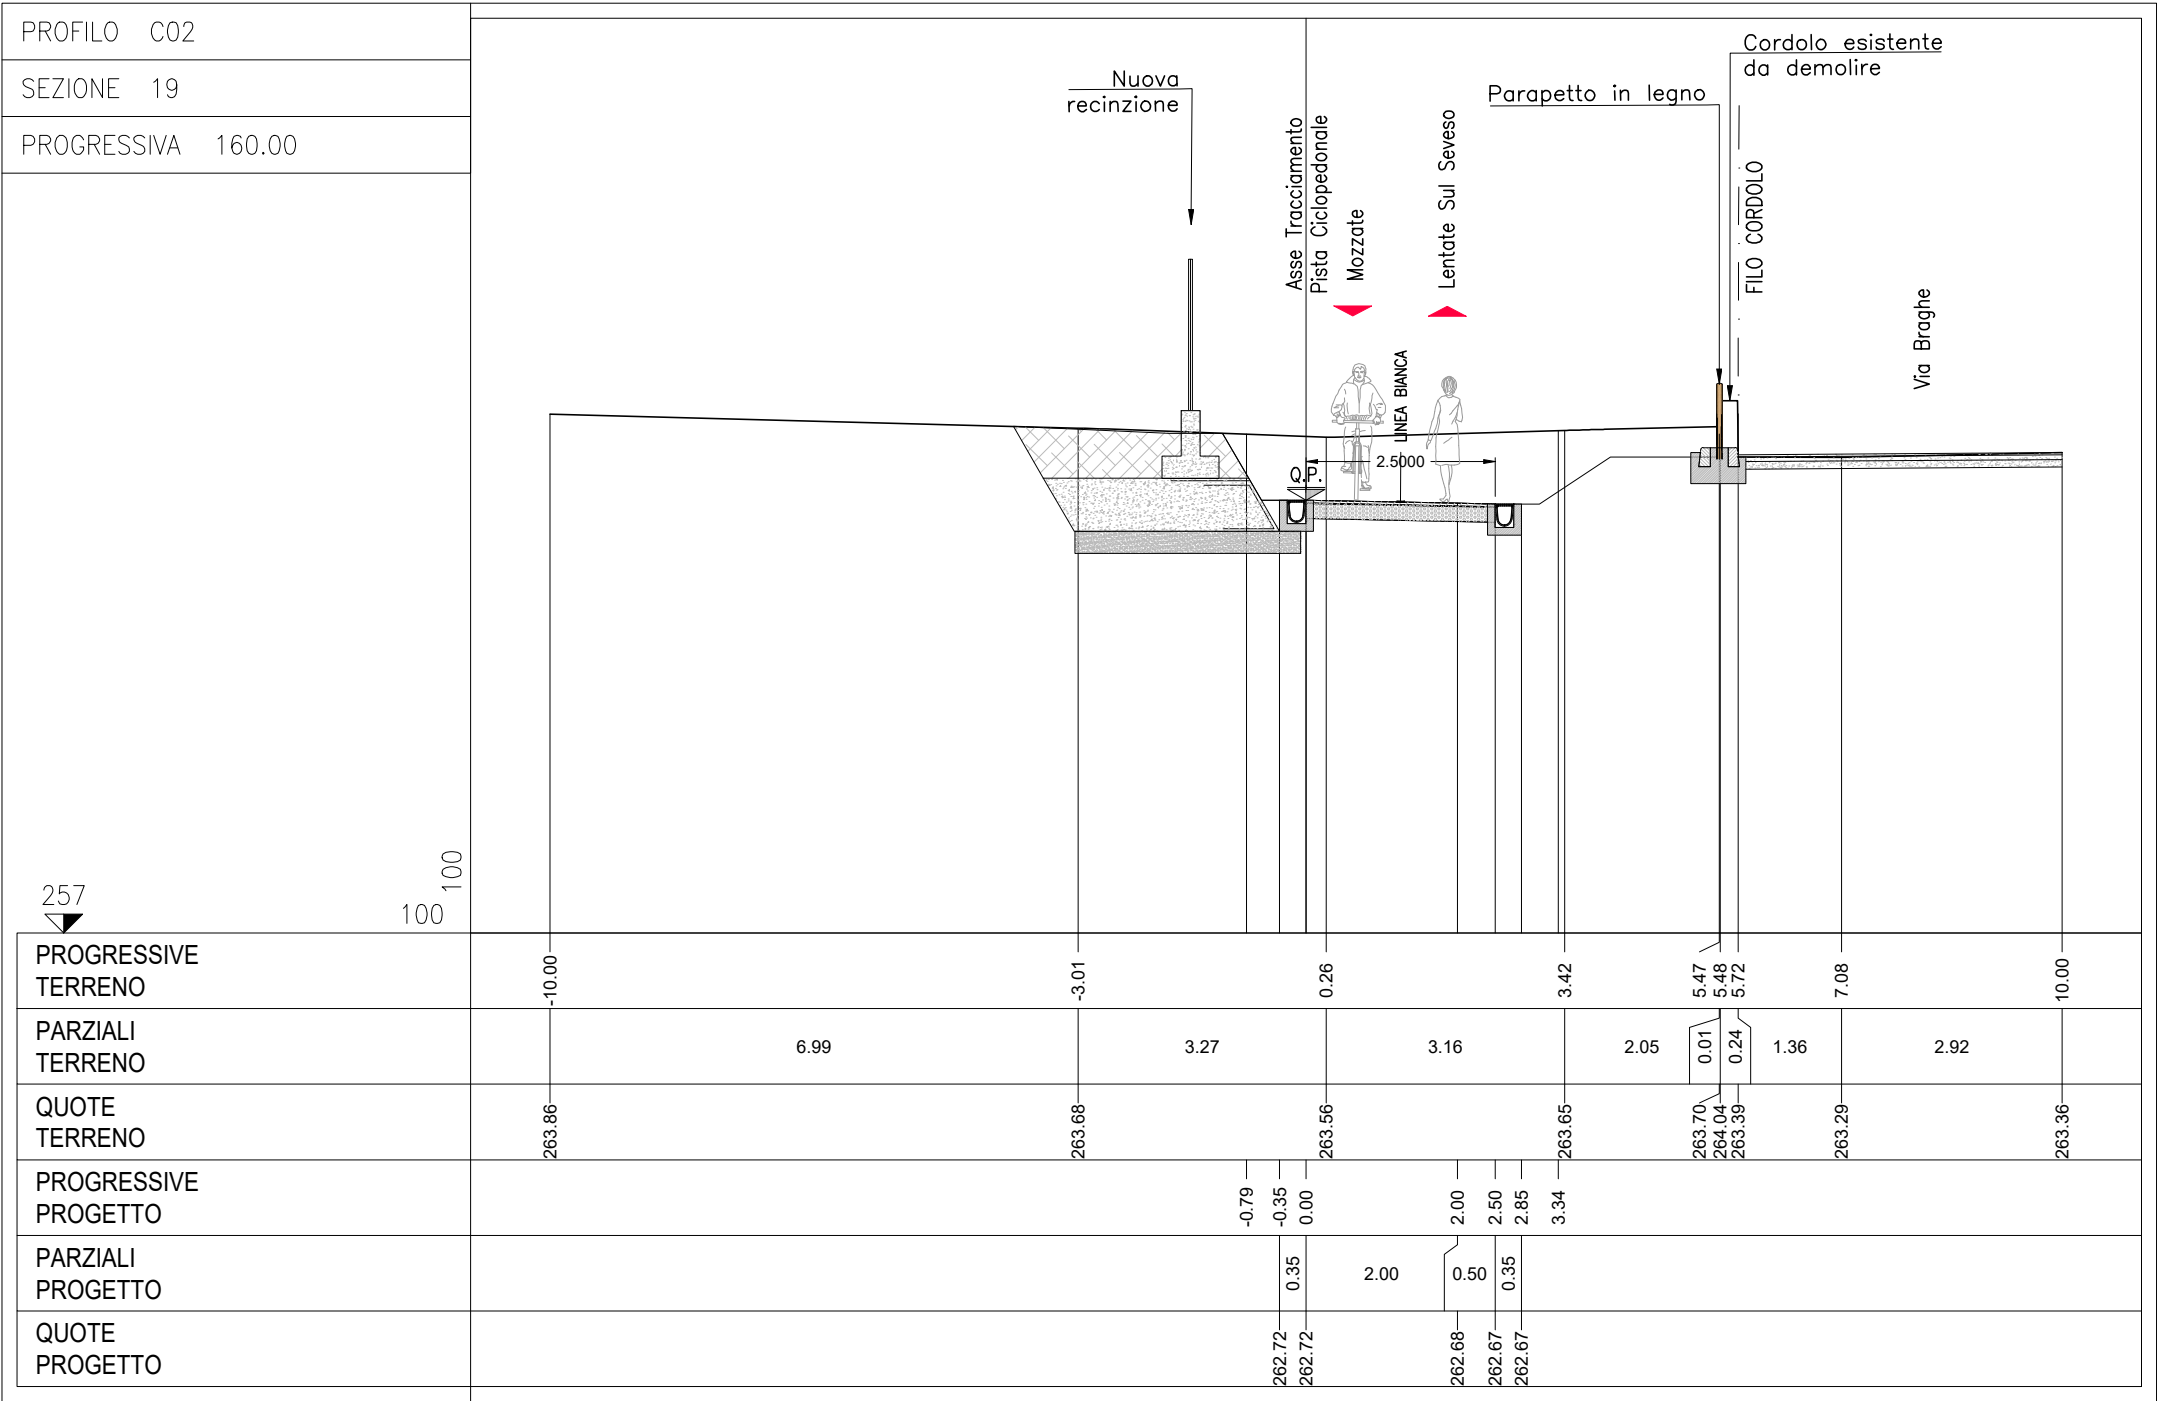 PROFILO C02
SEZIONE 19
PROGRESSIVA 160.00
Nuova
recinzione
Asse Tracciamento
Pista Ciclopedonale
Mozzate
Lentate Sul Seveso
Parapetto in legno
Cordolo esistente
da demolire
FILO CORDOLO
Via Braghe
LINEA BIANCA
2.5000
Q.P.
257
100
100
PROGRESSIVE
TERRENO
-10.00 -3.01 0.26 3.42 5.47 5.48 5.72 7.08 10.00
PARZIALI
TERRENO
6.99 3.27 3.16 2.05 0.01 0.24 1.36 2.92
QUOTE
TERRENO
263.86 263.68 263.56 263.65 263.70 264.04 263.39 263.29 263.36
PROGRESSIVE
PROGETTO
-0.79 -0.35 0.00 2.00 2.50 2.85 3.34
PARZIALI
PROGETTO
0.35 2.00 0.50 0.35
QUOTE
PROGETTO
262.72 262.72 262.68 262.67 262.67